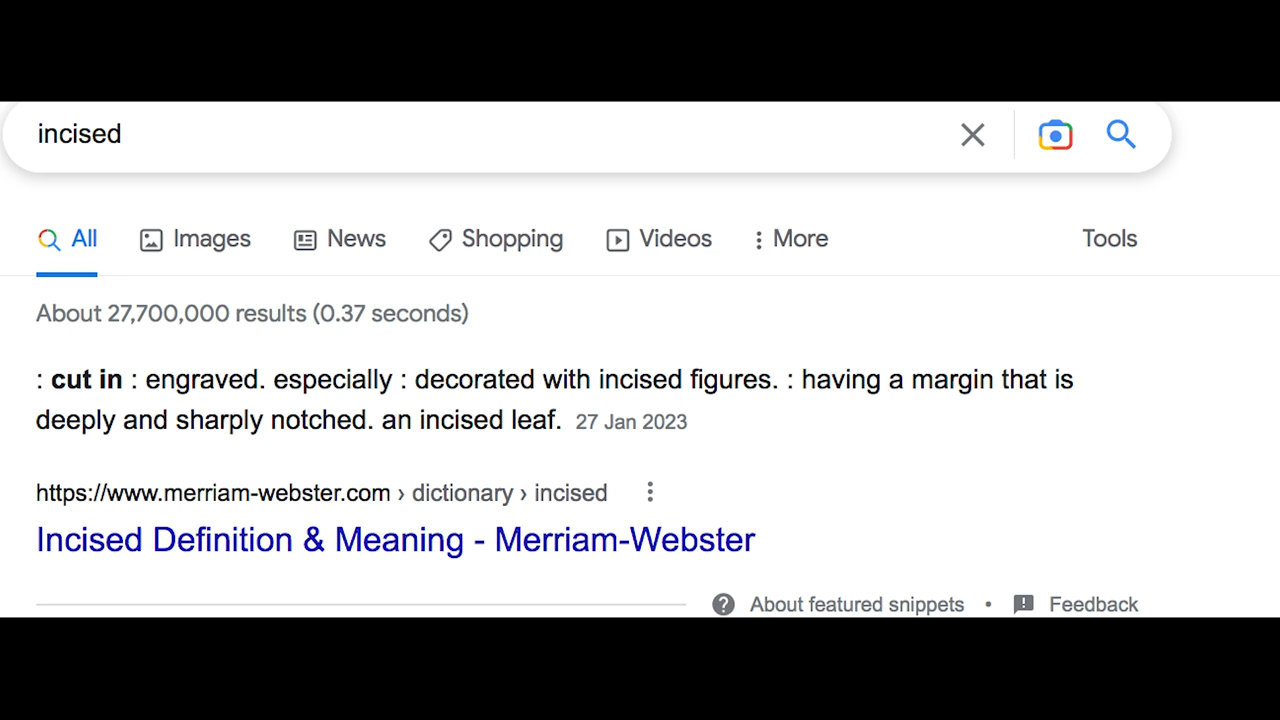 incised
All Images News Shopping Videos More Tools
About 27,700,000 results (0.37 seconds)
: cut in : engraved. especially : decorated with incised figures. : having a margin that is
deeply and sharply notched. an incised leaf. 27 Jan 2023
https://www.merriam-webster.com › dictionary › incised
Incised Definition & Meaning - Merriam-Webster
About featured snippets • Feedback